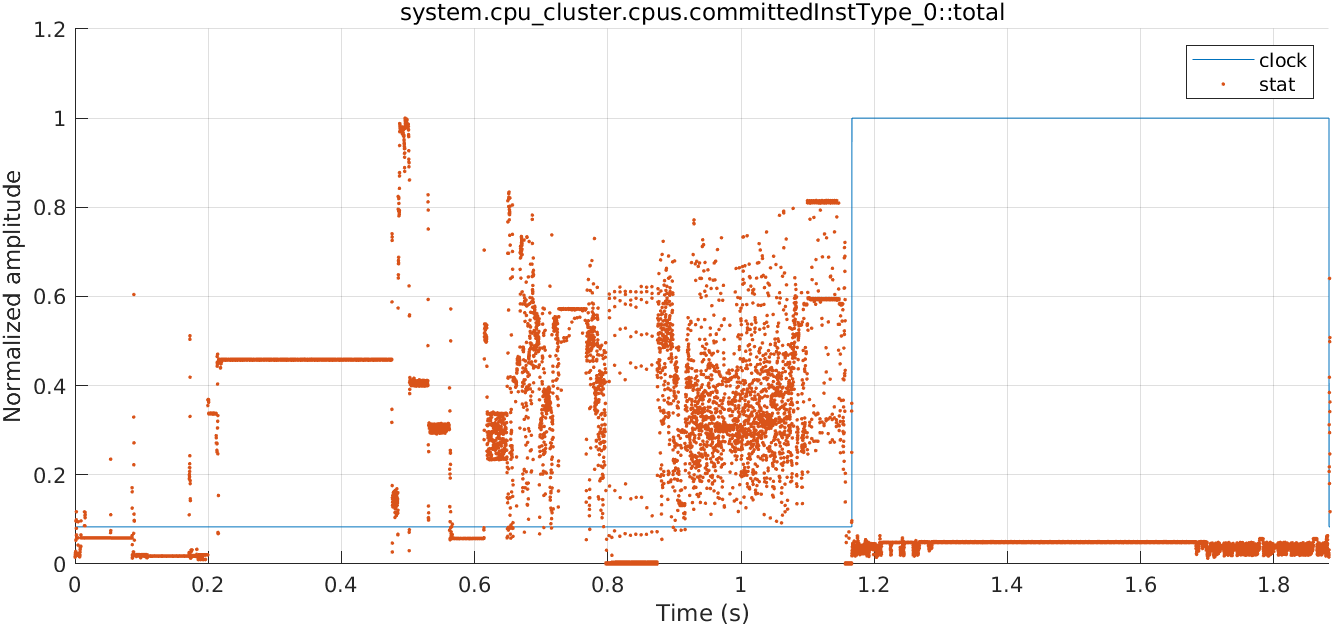 system.cpu_cluster.cpus.committedInstType_0::total
1.2
1
0.8
0.6
0.4
0.2
0
Normalized amplitude
clock
stat
0 0.2 0.4 0.6 0.8 1 1.2 1.4 1.6 1.8
Time (s)